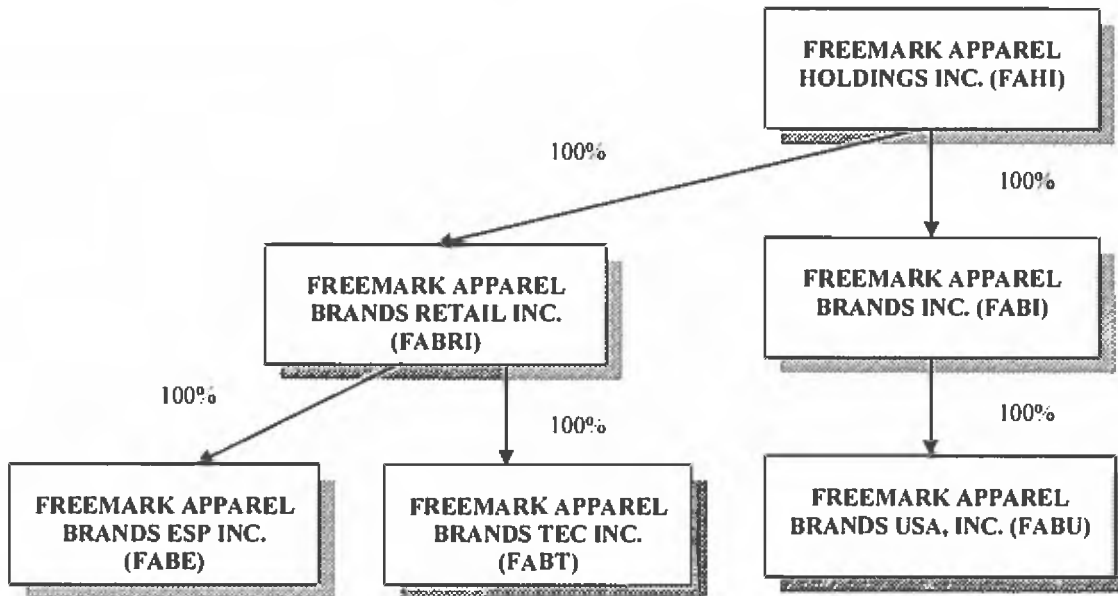 FREEMARK APPAREL
HOLDINGS INC. (FAHI)
100%
100%
FREEMARK APPAREL
BRANDS RETAIL INC.
(FABRI)
FREEMARK APPAREL
BRANDS INC. (FABI)
100%
100%
100%
FREEMARK APPAREL
BRANDS ESP INC.
(FABE)
FREEMARK APPAREL
BRANDS TEC INC.
(FABT)
FREEMARK APPAREL
BRANDS USA, INC. (FABU)